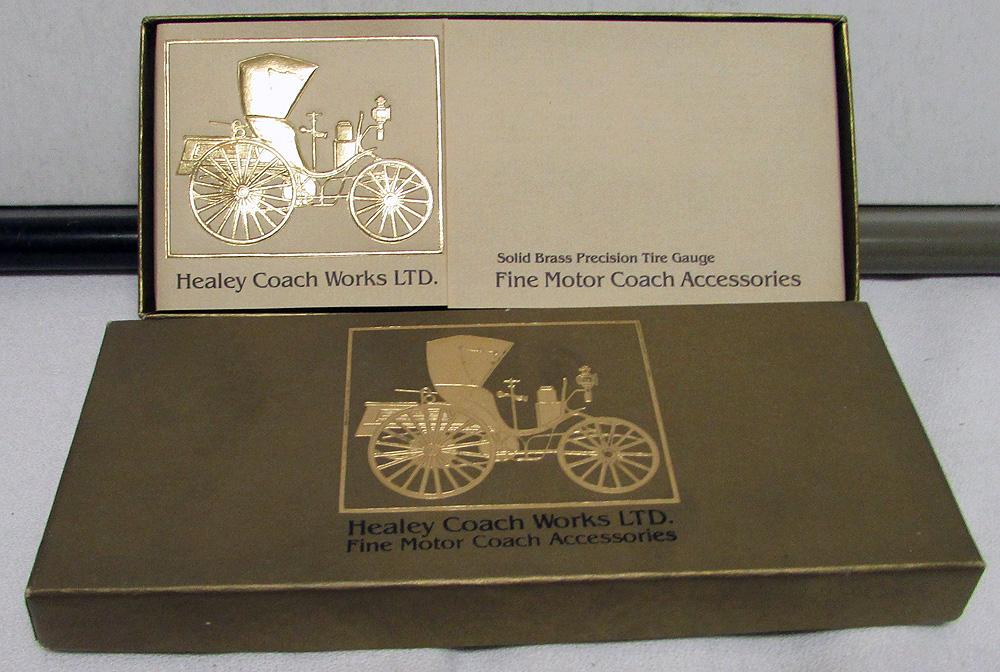 Healey Coach Works LTD.
Solid Brass Precision Tire Gauge
Fine Motor Coach Accessories
Healey Coach Works LTD.
Fine Motor Coach Accessories